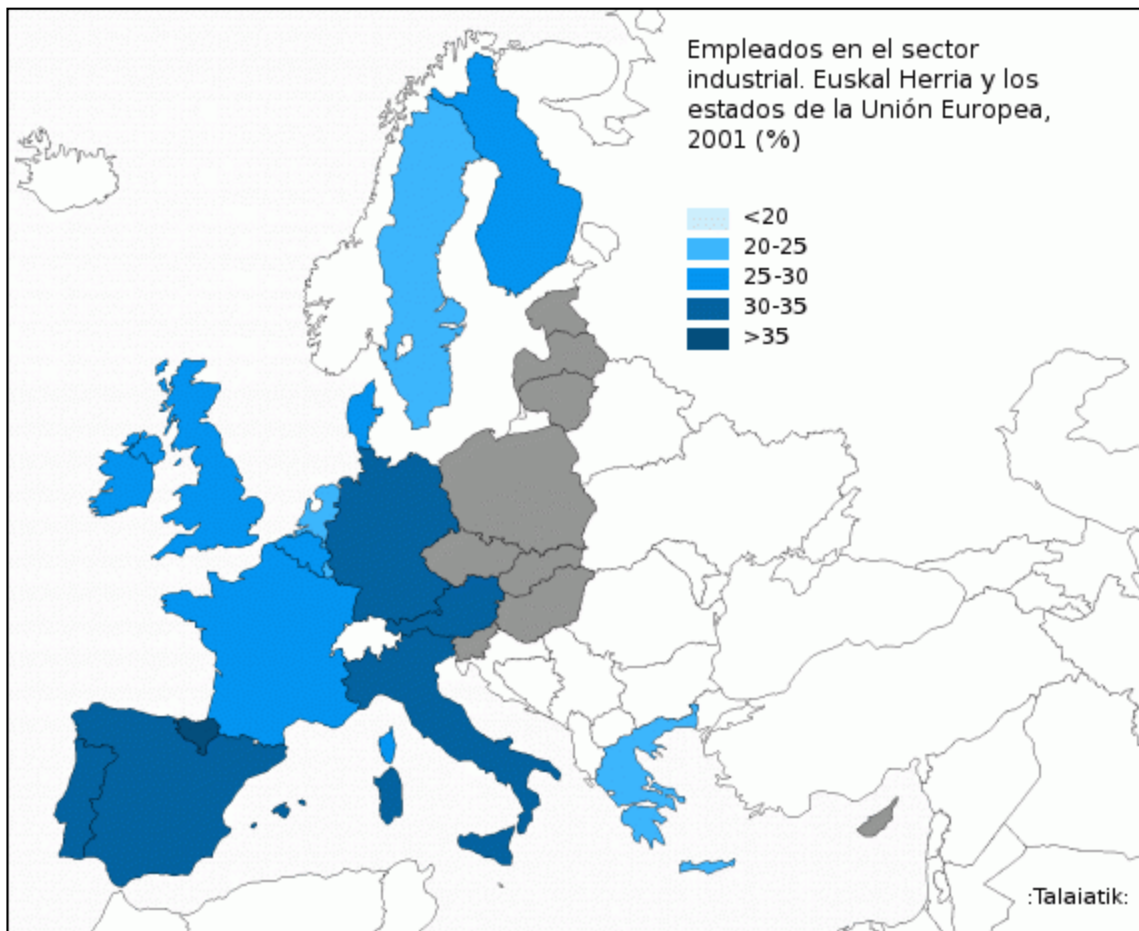 Empleados en el sector
industrial. Euskal Herria y los
estados de la Unión Europea,
2001 (%)
<20
20-25
25-30
30-35
>35
:Talaiatik: